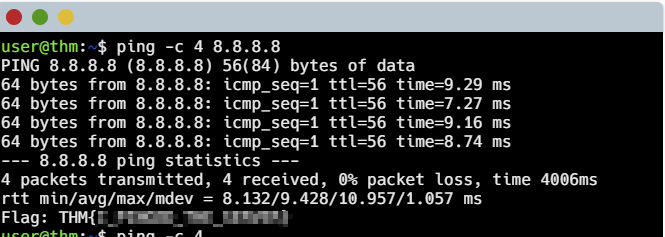 user@thm:~$ ping -c 4 8.8.8.8
PING 8.8.8.8 (8.8.8.8) 56(84) bytes of data
64 bytes from 8.8.8.8: icmp_seq=1 ttl=56 time=9.29 ms
64 bytes from 8.8.8.8: icmp_seq=1 ttl=56 time=7.27 ms
64 bytes from 8.8.8.8: icmp_seq=1 ttl=56 time=9.16 ms
64 bytes from 8.8.8.8: icmp_seq=1 ttl=56 time=8.74 ms
--- 8.8.8.8 ping statistics ---
4 packets transmitted, 4 received, 0% packet loss, time 4006ms
rtt min/avg/max/mdev = 8.132/9.428/10.957/1.057 ms
Flag: THM{
user@thm:~$ ping -c 4